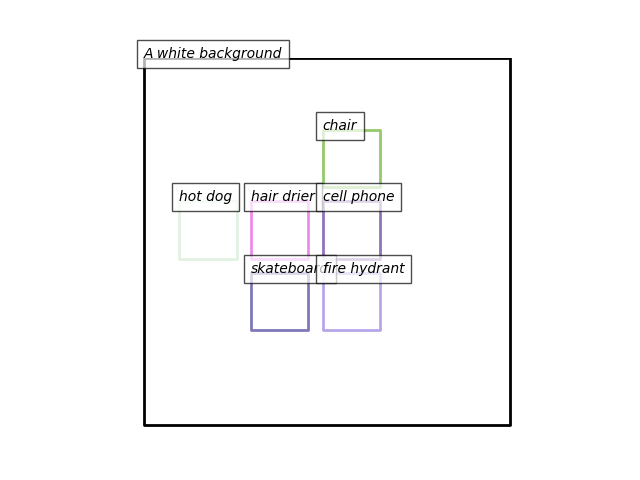 A white background
chair
hot dog
hair drier
cell phone
skateboard
fire hydrant